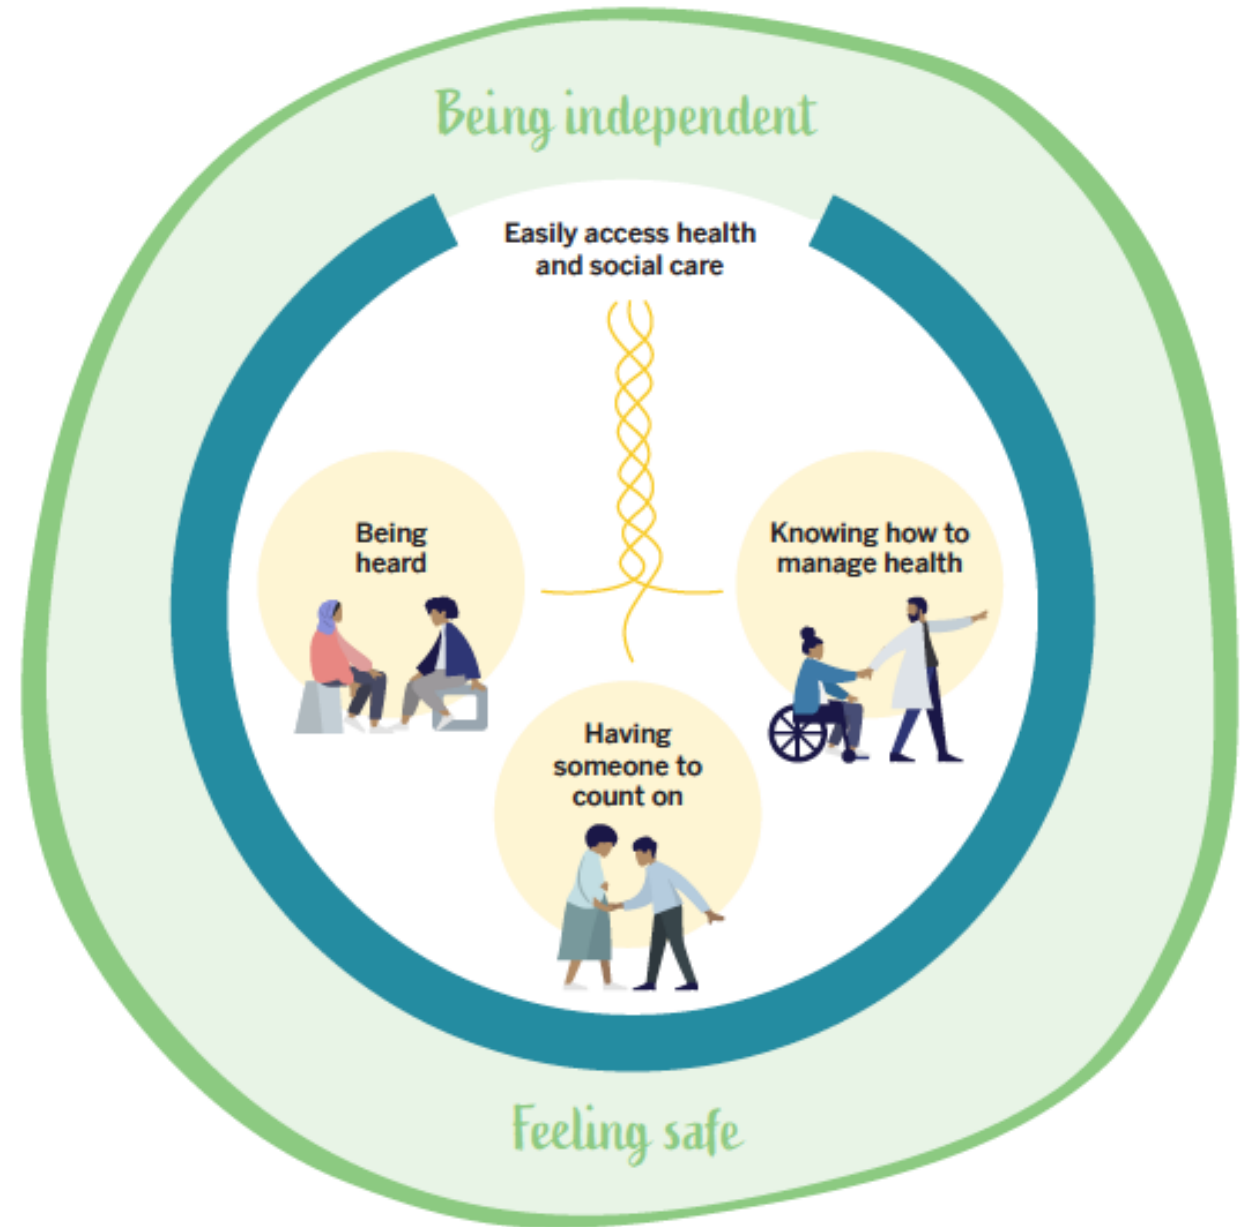 Being independent
Easily access health
and social care
Being
heard
Knowing how to
manage health
Having
someone to
count on
Feeling safe